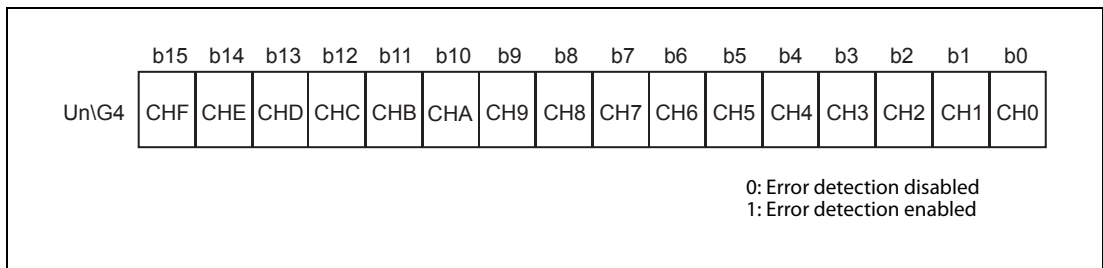 b15 b14 b13 b12 b11 b10 b9 b8 b7 b6 b5 b4 b3 b2 b1 b0
Un\G4 CHF CHE CHD CHC CHB CHA CH9 CH8 CH7 CH6 CH5 CH4 CH3 CH2 CH1 CH0
0: Error detection disabled
1: Error detection enabled